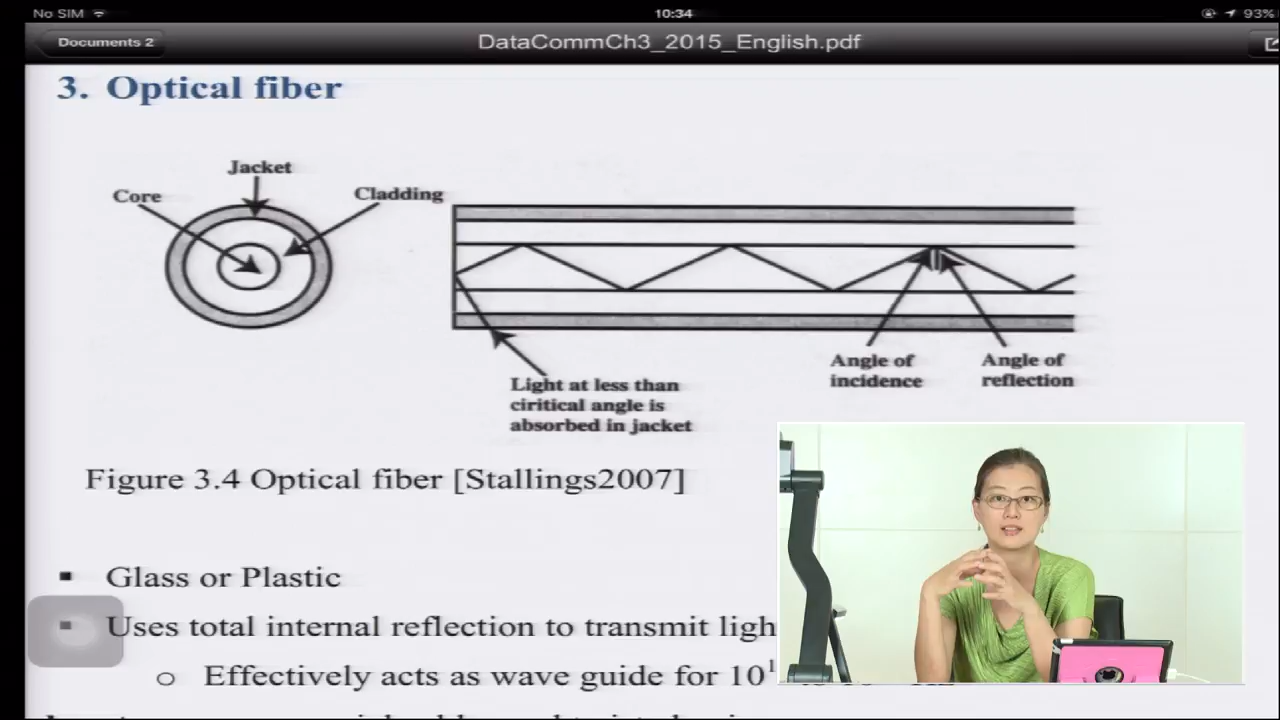 No SIM 10:34 93%
Documents 2 DataCommCh3_2015_English.pdf
3. Optical fiber
Jacket
Core Cladding
Angle of Angle of
incidence reflection
Light at less than
ciritical angle is
absorbed in jacket
Figure 3.4 Optical fiber [Stallings2007]
▪ Glass or Plastic
▪ Uses total internal reflection to transmit
o Effectively acts as wave guide for